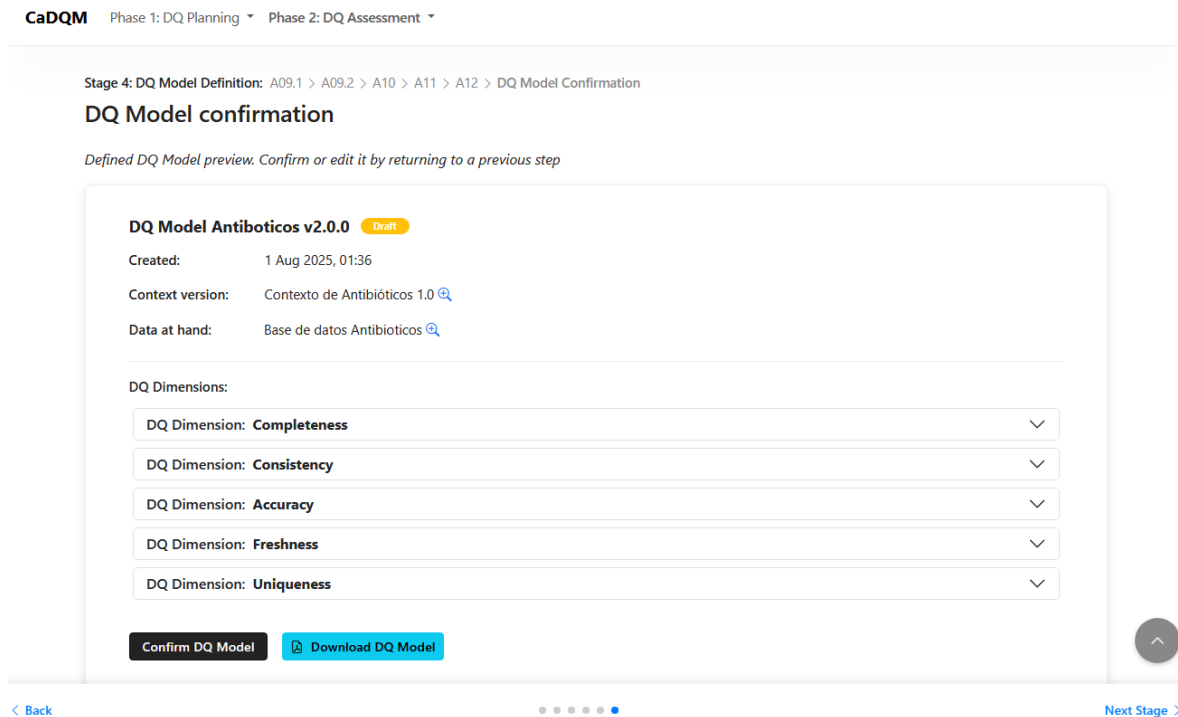 CaDQM Phase 1: DQ Planning Phase 2: DQ Assessment
Stage 4: DQ Model Definition: A09.1 > A09.2 > A10 > A11 > A12 > DQ Model Confirmation
DQ Model confirmation
Defined DQ Model preview. Confirm or edit it by returning to a previous step
DQ Model Antiboticos v2.0.0 Draft
Created: 1 Aug 2025, 01:36
Context version: Contexto de Antibióticos 1.0
Data at hand: Base de datos Antibioticos
DQ Dimensions:
DQ Dimension: Completeness
DQ Dimension: Consistency
DQ Dimension: Accuracy
DQ Dimension: Freshness
DQ Dimension: Uniqueness
Confirm DQ Model Download DQ Model
< Back Next Stage >